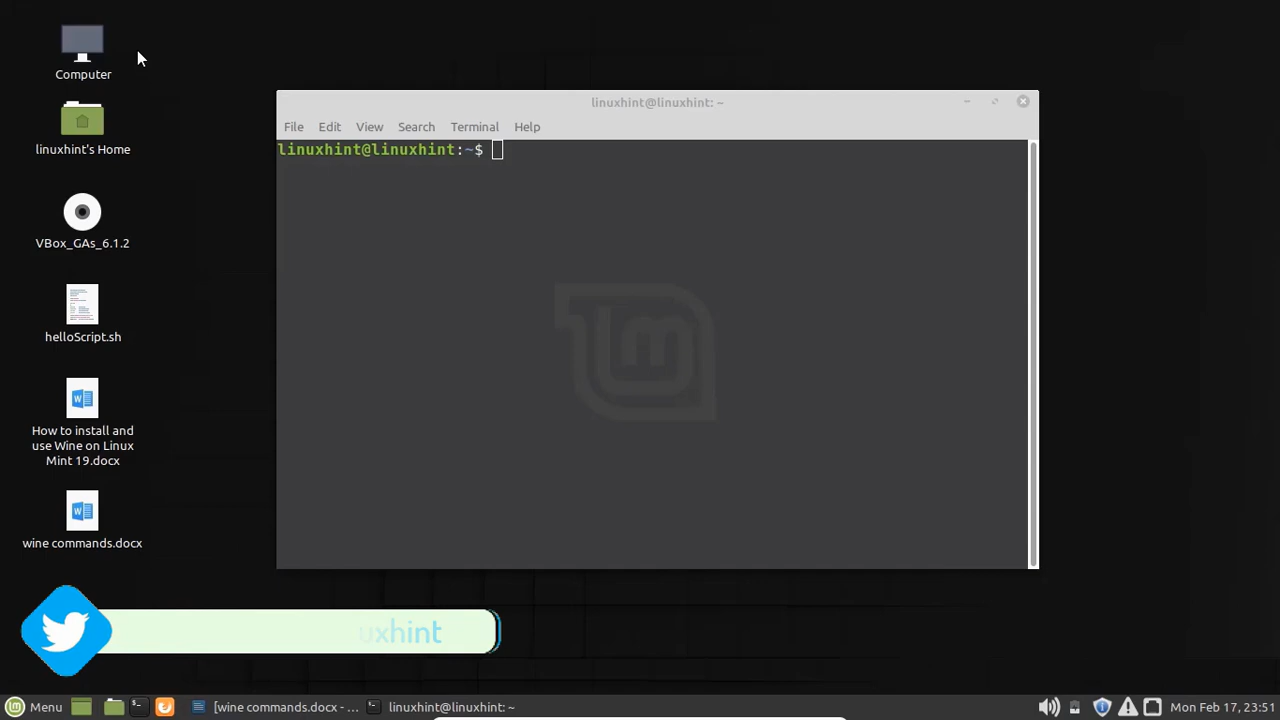 Computer
linuxhint's Home
VBox_GAs_6.1.2
helloScript.sh
How to install and
use Wine on Linux
Mint 19.docx
wine commands.docx
linuxhint@linuxhint: ~
File Edit View Search Terminal Help
linuxhint@linuxhint:~$
uxhint
Menu
[wine commands.docx - ...
linuxhint@linuxhint: ~
Mon Feb 17, 23:51